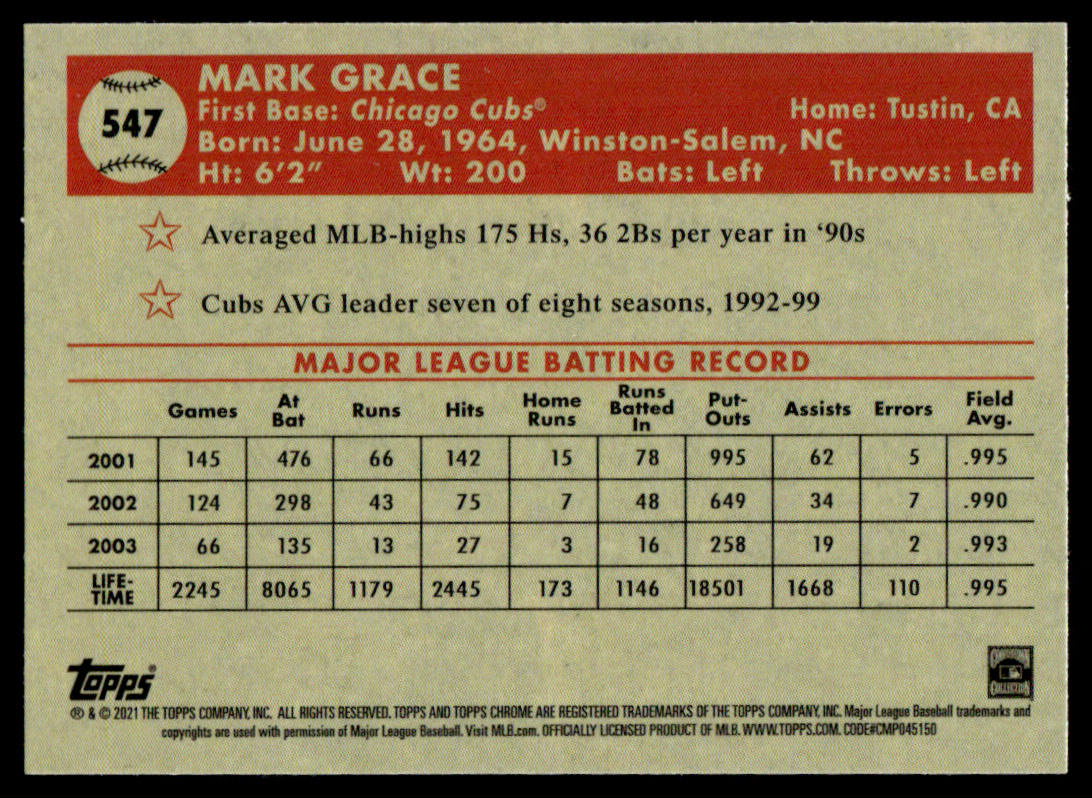 547
MARK GRACE
First Base: Chicago Cubs® Home: Tustin, CA
Born: June 28, 1964, Winston-Salem, NC
Ht: 6'2" Wt: 200 Bats: Left Throws: Left
Averaged MLB-highs 175 Hs, 36 2Bs per year in ‘90s
Cubs AVG leader seven of eight seasons, 1992-99
MAJOR LEAGUE BATTING RECORD
Games At Bat Runs Hits Home Runs Runs Batted In Put-Outs Assists Errors Field Avg.
2001 145 476 66 142 15 78 995 62 5 .995
2002 124 298 43 75 7 48 649 34 7 .990
2003 66 135 13 27 3 16 258 19 2 .993
LIFE-TIME 2245 8065 1179 2445 173 1146 18501 1668 110 .995
Topps®
® & © 2021 THE TOPPS COMPANY, INC. ALL RIGHTS RESERVED. TOPPS AND TOPPS CHROME ARE REGISTERED TRADEMARKS OF THE TOPPS COMPANY, INC. Major League Baseball trademarks and
copyrights are used with permission of Major League Baseball. Visit MLB.com. OFFICIALLY LICENSED PRODUCT OF MLB. WWW.TOPPS.COM. CODE#CMP045150